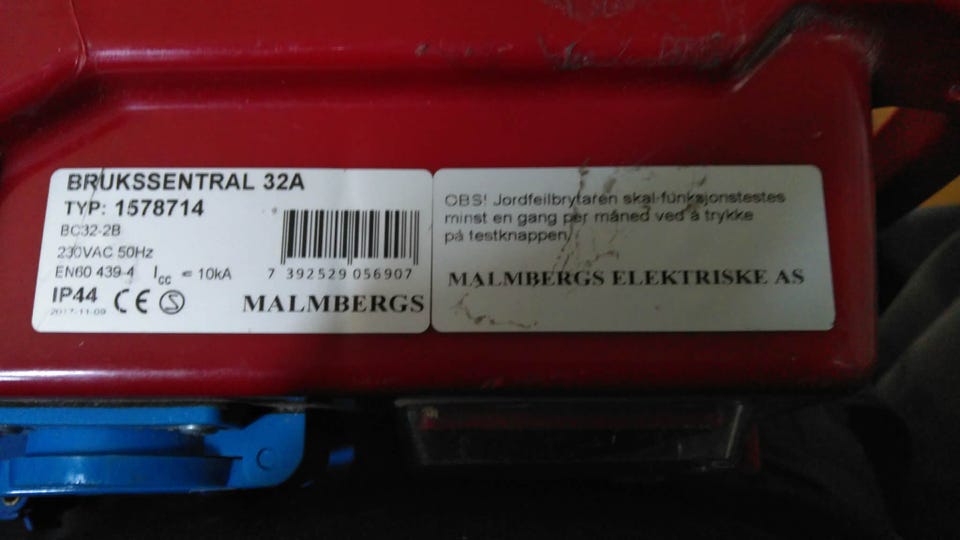 BRUKSSENTRAL 32A
TYP: 1578714
BC32-2B
230VAC 50Hz
EN60 439-4 Icc = 10kA
IP44 CE S
2017-11-09
7 392529 056907
MALMBERGS
OBS! Jordfeilbrytaren skal funksjonstestes
minst en gang per måned ved å trykke
på testknappen
MALMBERGS ELEKTRISKE AS